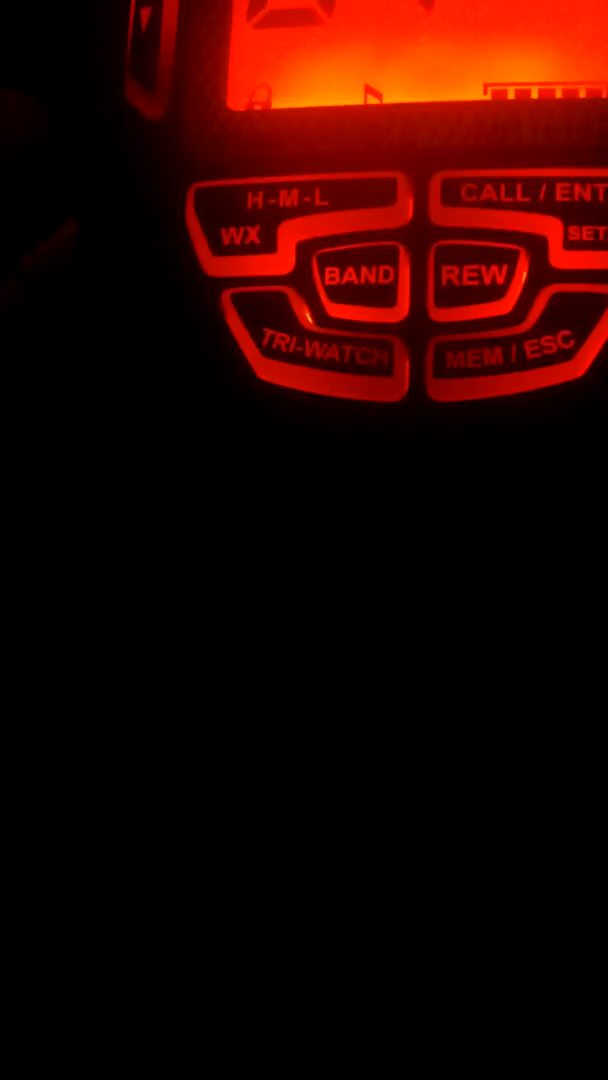 H-M-L
CALL / ENT
WX
SET
BAND
REW
TRI-WATCH
MEM / ESC